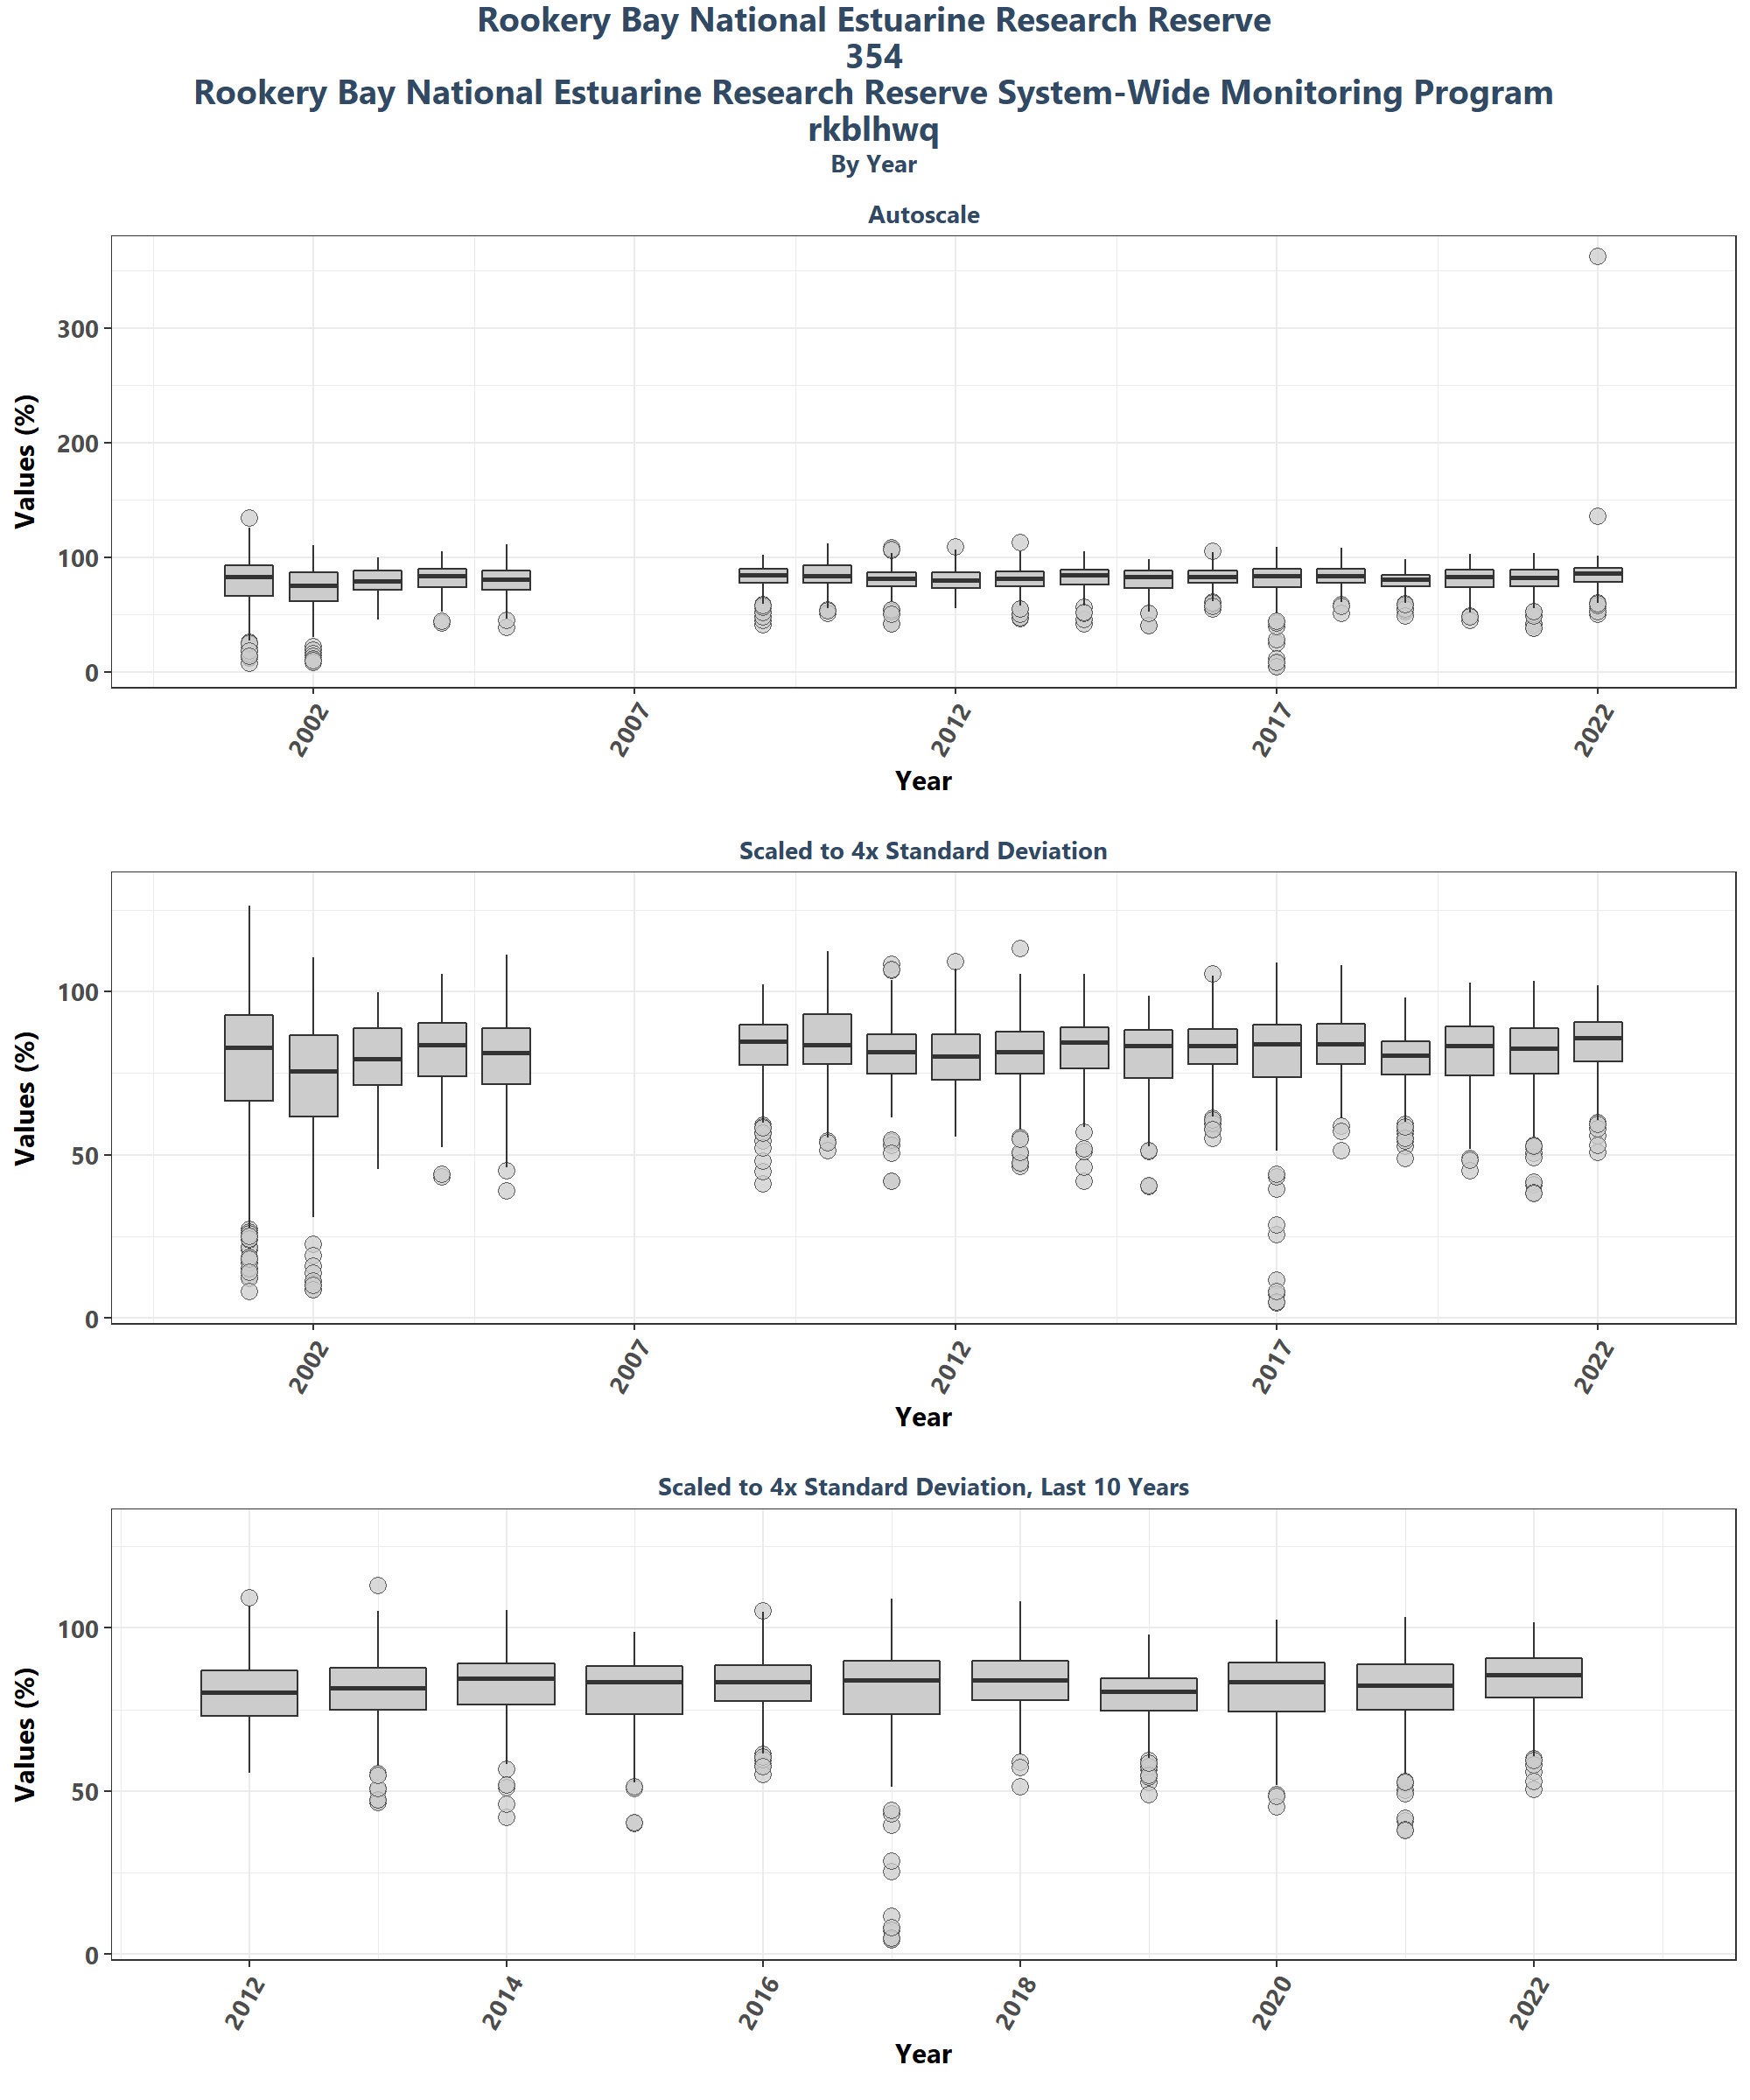 Rookery Bay National Estuarine Research Reserve
354
Rookery Bay National Estuarine Research Reserve System-Wide Monitoring Program
rkblhwq
By Year
Autoscale
Values (%)
300
200
100
0
2002
2007
2012
2017
2022
Year
Scaled to 4x Standard Deviation
Values (%)
100
50
0
2002
2007
2012
2017
2022
Year
Scaled to 4x Standard Deviation, Last 10 Years
Values (%)
100
50
0
2012
2014
2016
2018
2020
2022
Year